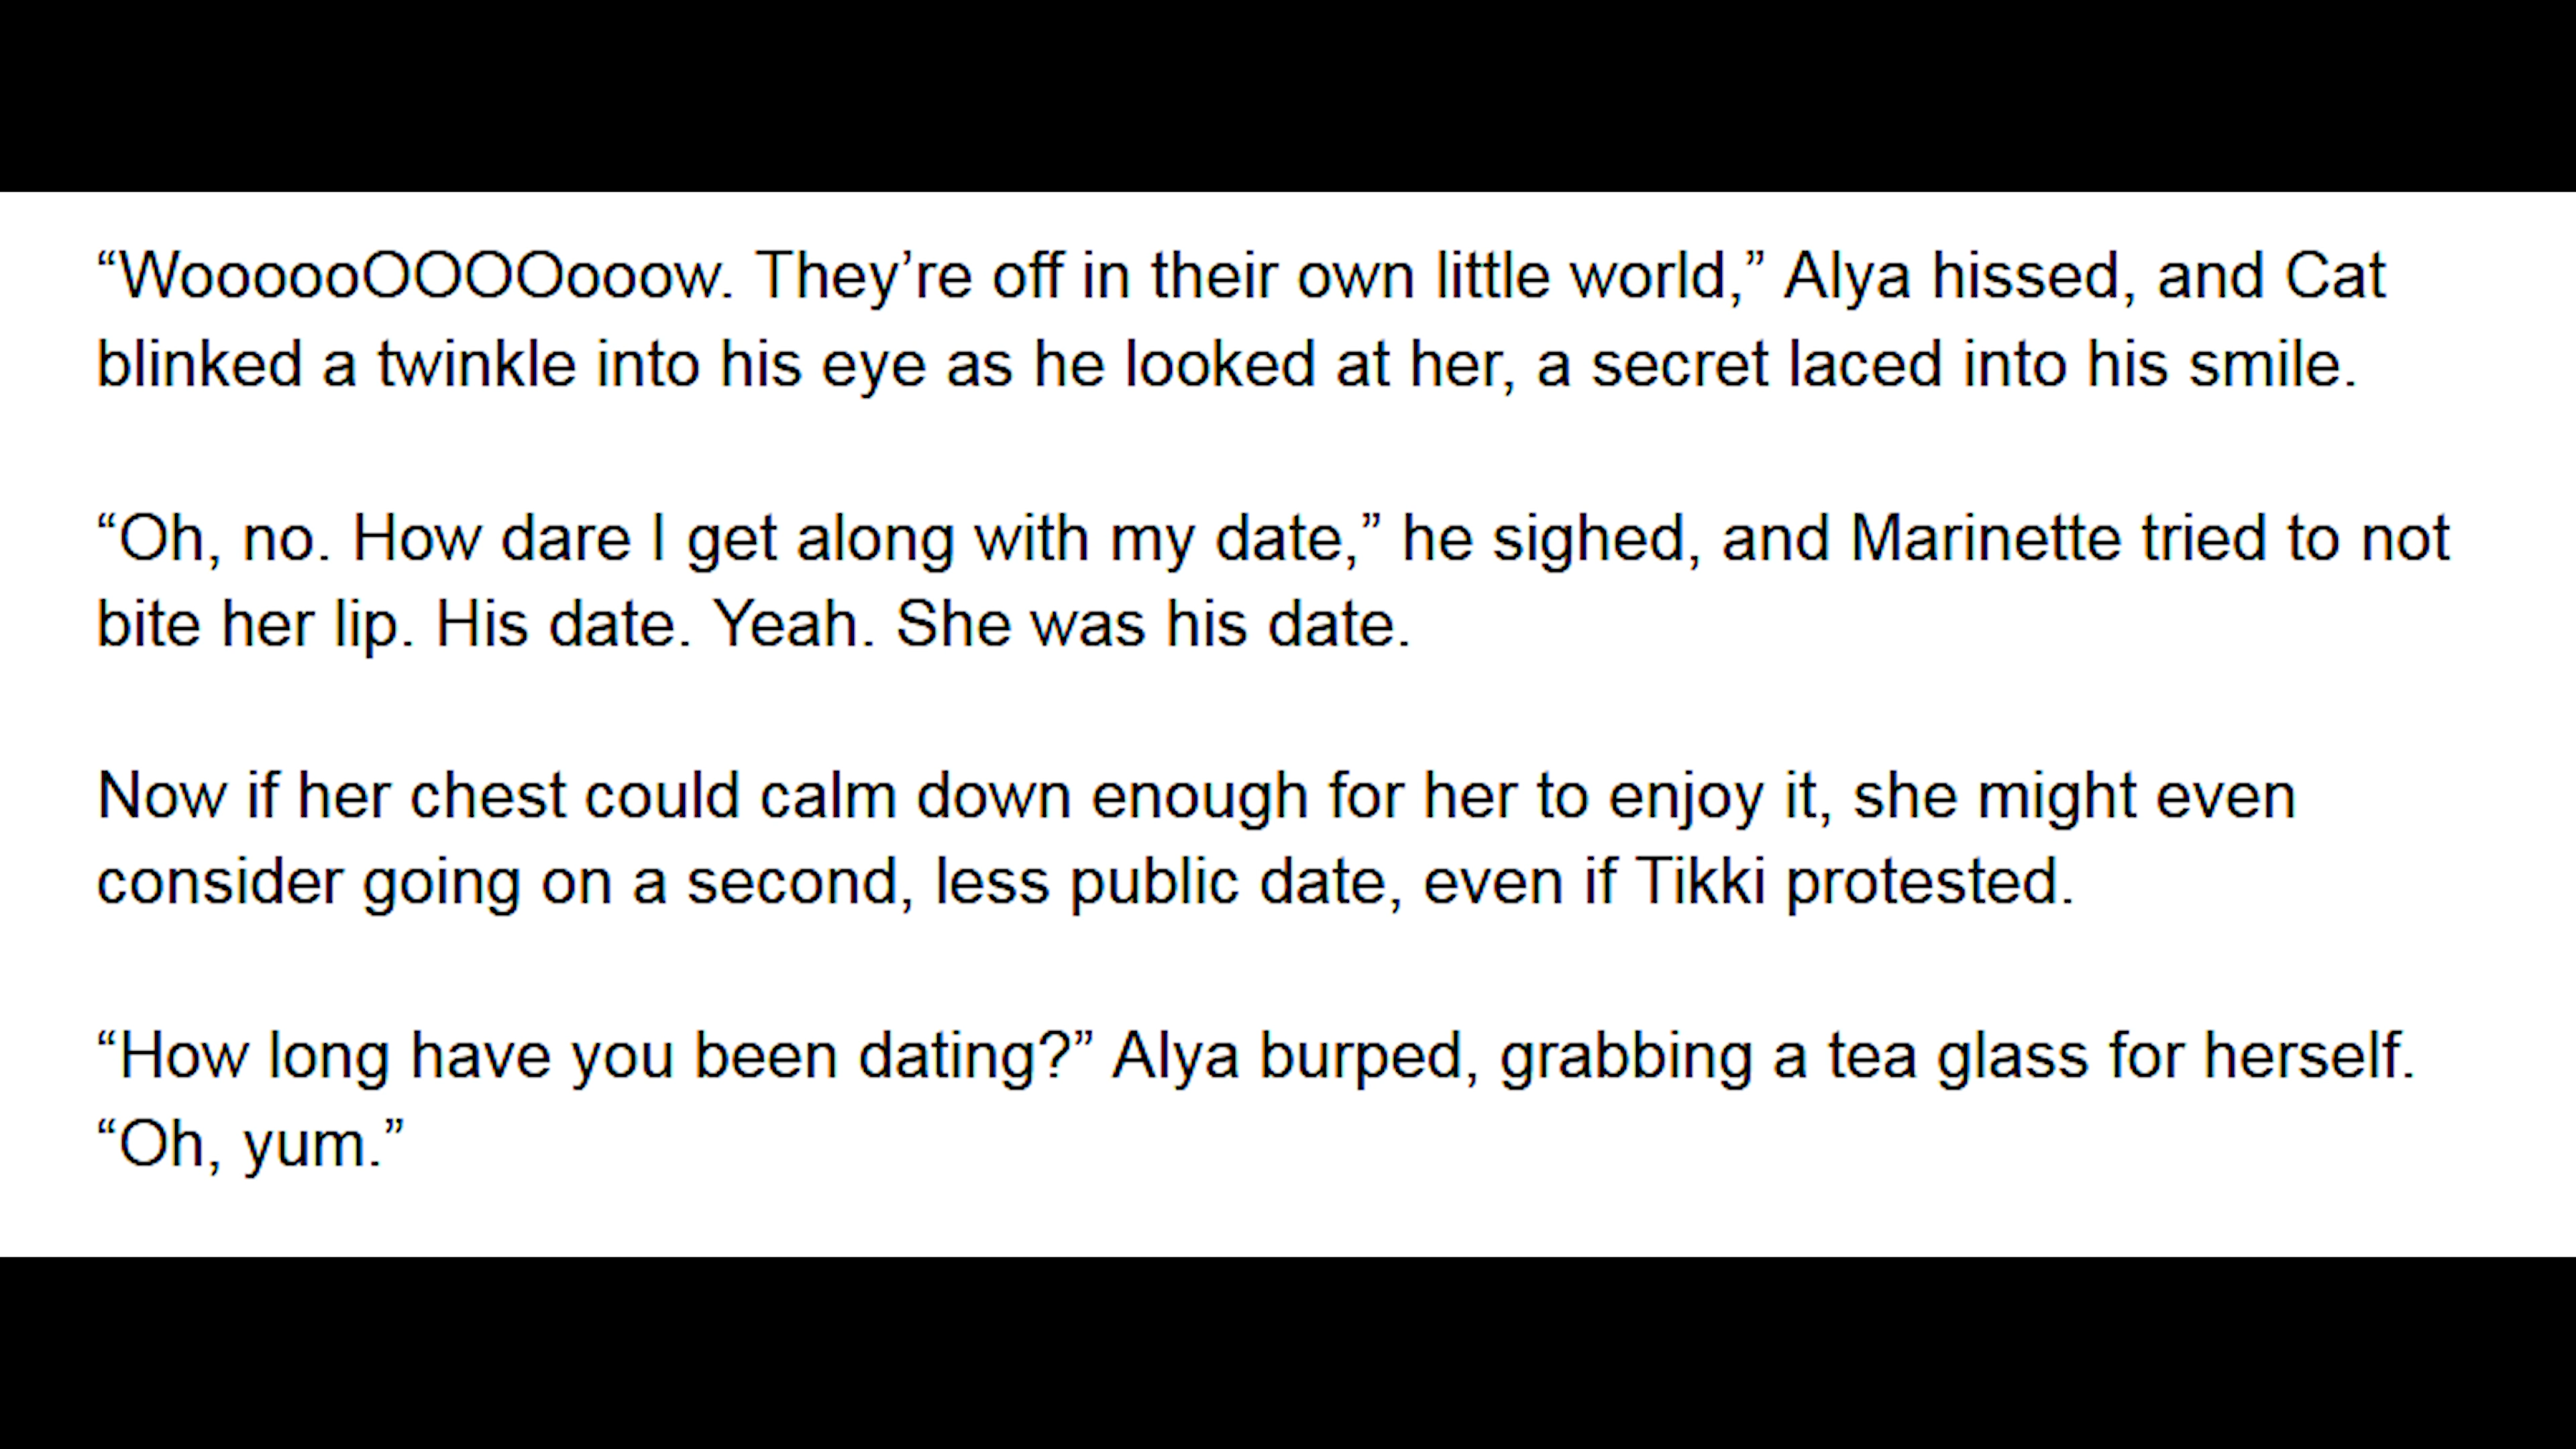 “WoooooOOOOooow. They’re off in their own little world,” Alya hissed, and Cat
blinked a twinkle into his eye as he looked at her, a secret laced into his smile.
“Oh, no. How dare I get along with my date,” he sighed, and Marinette tried to not
bite her lip. His date. Yeah. She was his date.
Now if her chest could calm down enough for her to enjoy it, she might even
consider going on a second, less public date, even if Tikki protested.
“How long have you been dating?” Alya burped, grabbing a tea glass for herself.
“Oh, yum.”